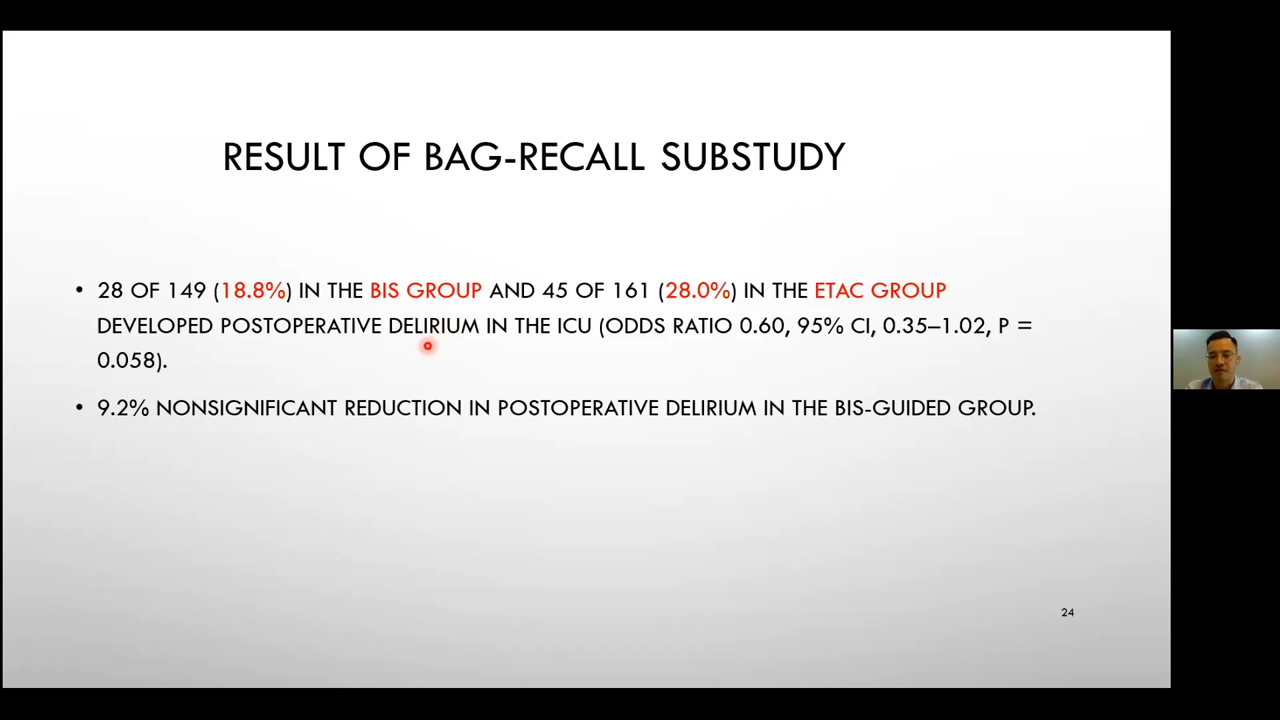 RESULT OF BAG-RECALL SUBSTUDY
• 28 OF 149 (18.8%) IN THE BIS GROUP AND 45 OF 161 (28.0%) IN THE ETAC GROUP
DEVELOPED POSTOPERATIVE DELIRIUM IN THE ICU (ODDS RATIO 0.60, 95% CI, 0.35–1.02, P =
0.058).
• 9.2% NONSIGNIFICANT REDUCTION IN POSTOPERATIVE DELIRIUM IN THE BIS-GUIDED GROUP.
24